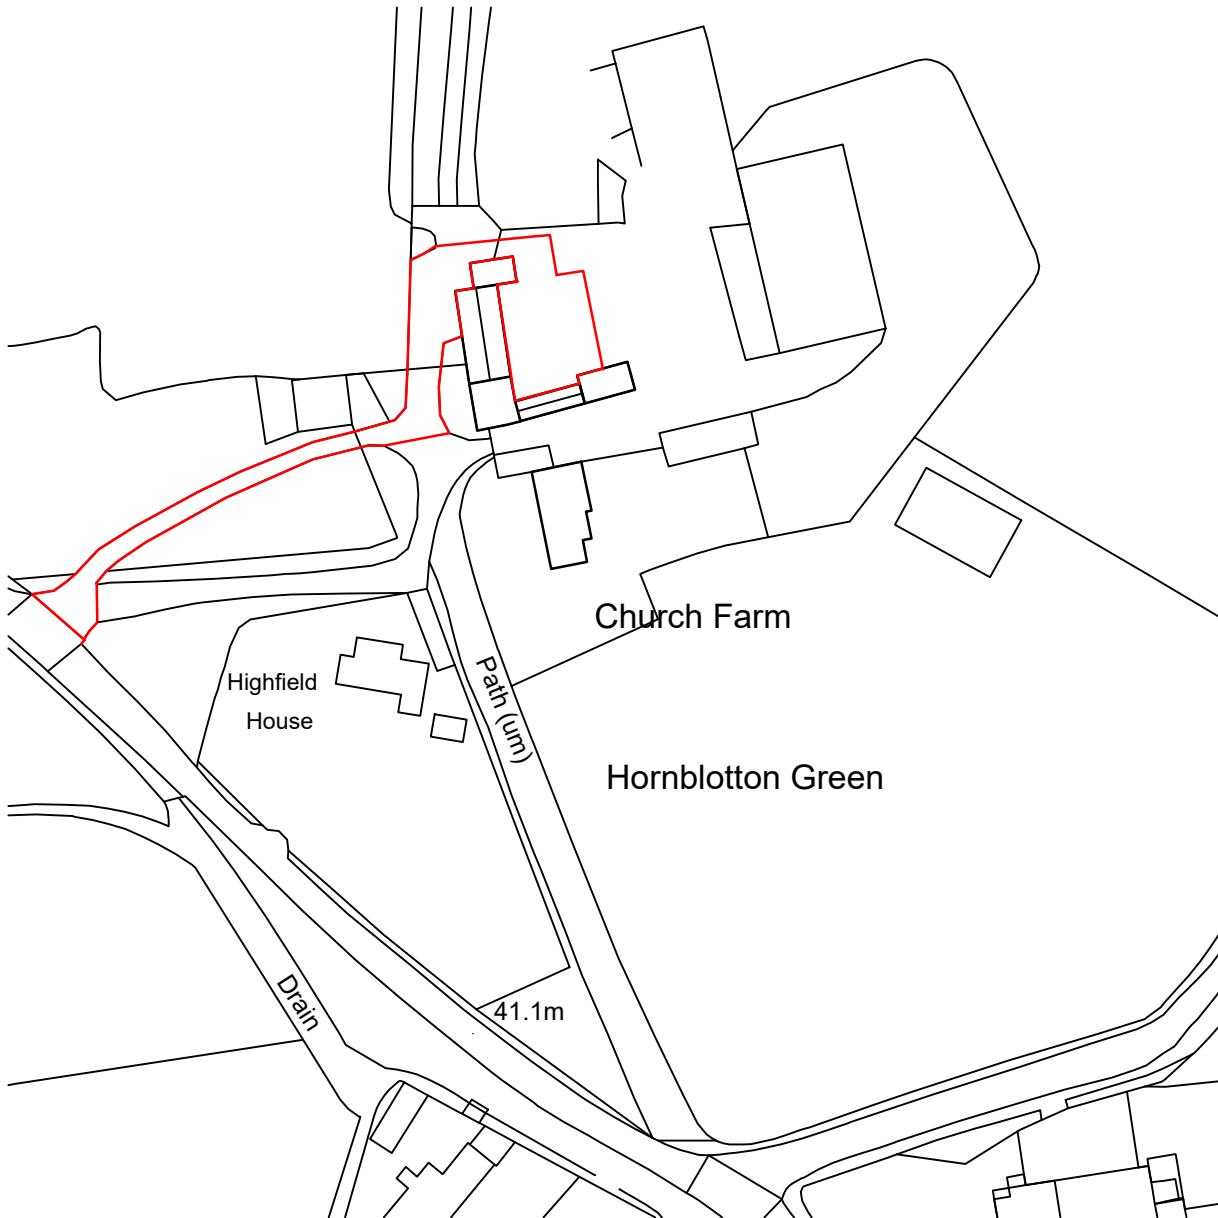 Church Farm
Highfield
House
Path (um)
Hornblotton Green
Drain
41.1m